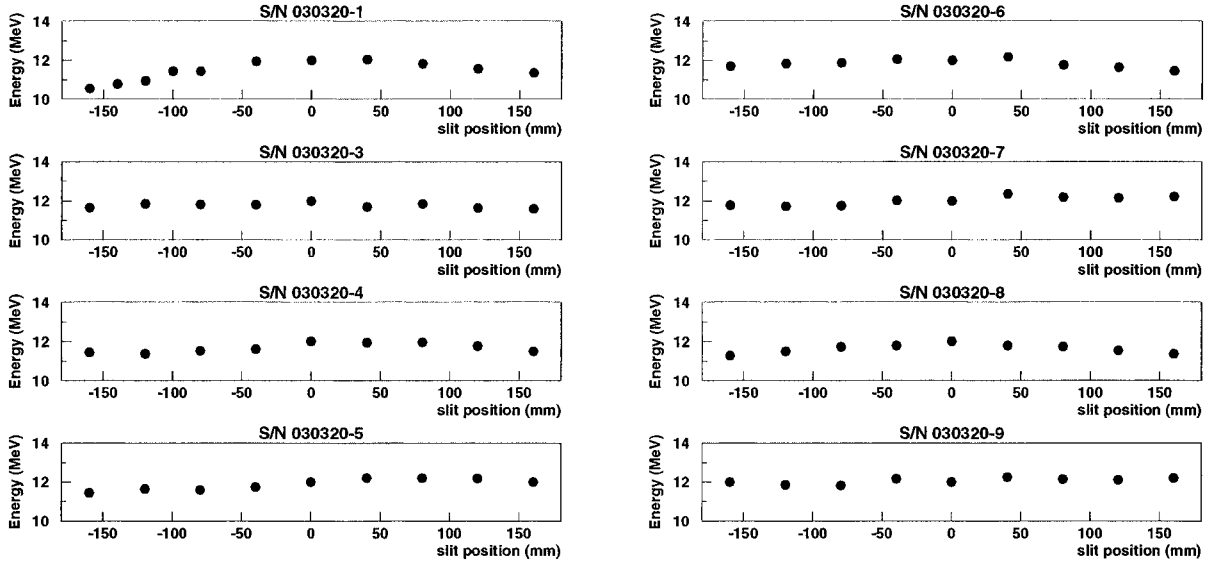 S/N 030320-1
Energy (MeV)
14
12
10
-150 -100 -50 0 50 100 150
slit position (mm)
S/N 030320-3
Energy (MeV)
14
12
10
-150 -100 -50 0 50 100 150
slit position (mm)
S/N 030320-4
Energy (MeV)
14
12
10
-150 -100 -50 0 50 100 150
slit position (mm)
S/N 030320-5
Energy (MeV)
14
12
10
-150 -100 -50 0 50 100 150
slit position (mm)
S/N 030320-6
Energy (MeV)
14
12
10
-150 -100 -50 0 50 100 150
slit position (mm)
S/N 030320-7
Energy (MeV)
14
12
10
-150 -100 -50 0 50 100 150
slit position (mm)
S/N 030320-8
Energy (MeV)
14
12
10
-150 -100 -50 0 50 100 150
slit position (mm)
S/N 030320-9
Energy (MeV)
14
12
10
-150 -100 -50 0 50 100 150
slit position (mm)